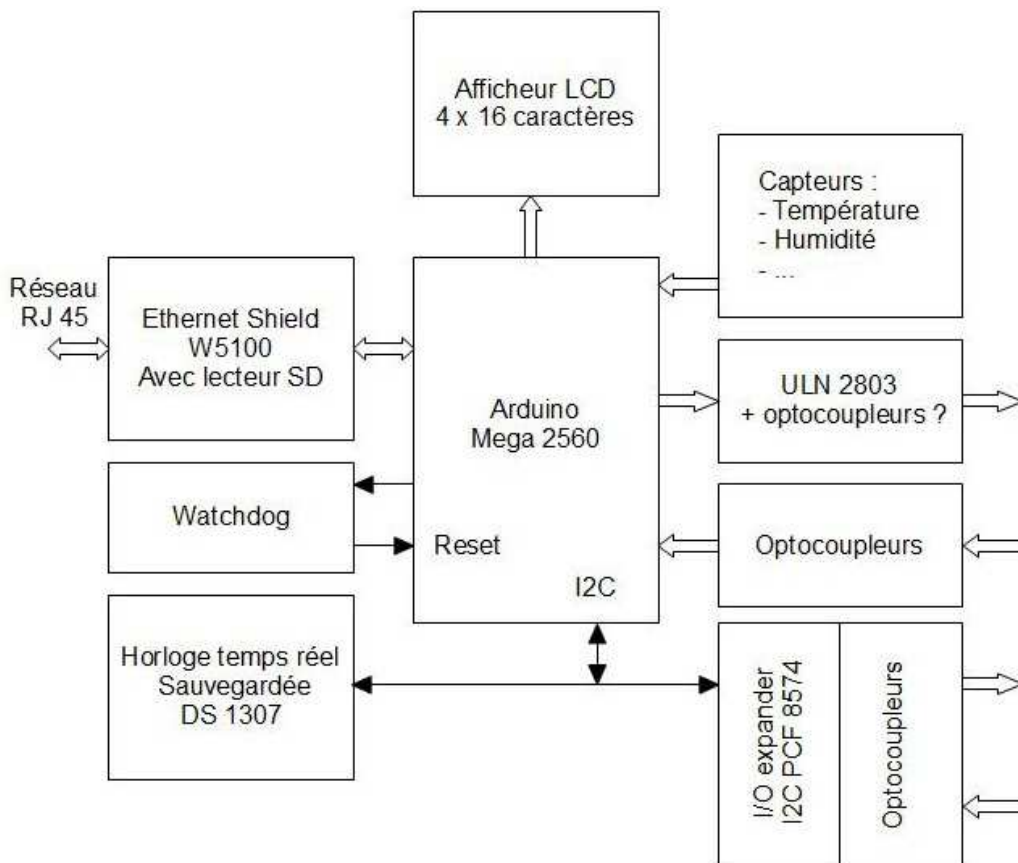 Afficheur LCD
4 x 16 caractères
Capteurs :
- Température
- Humidité
- ...
Réseau
RJ 45
Ethernet Shield
W5100
Avec lecteur SD
Arduino
Mega 2560
ULN 2803
+ optocoupleurs ?
Watchdog
Reset
Optocoupleurs
I2C
Horloge temps réel
Sauvegardée
DS 1307
I/O expander
I2C PCF 8574
Optocoupleurs